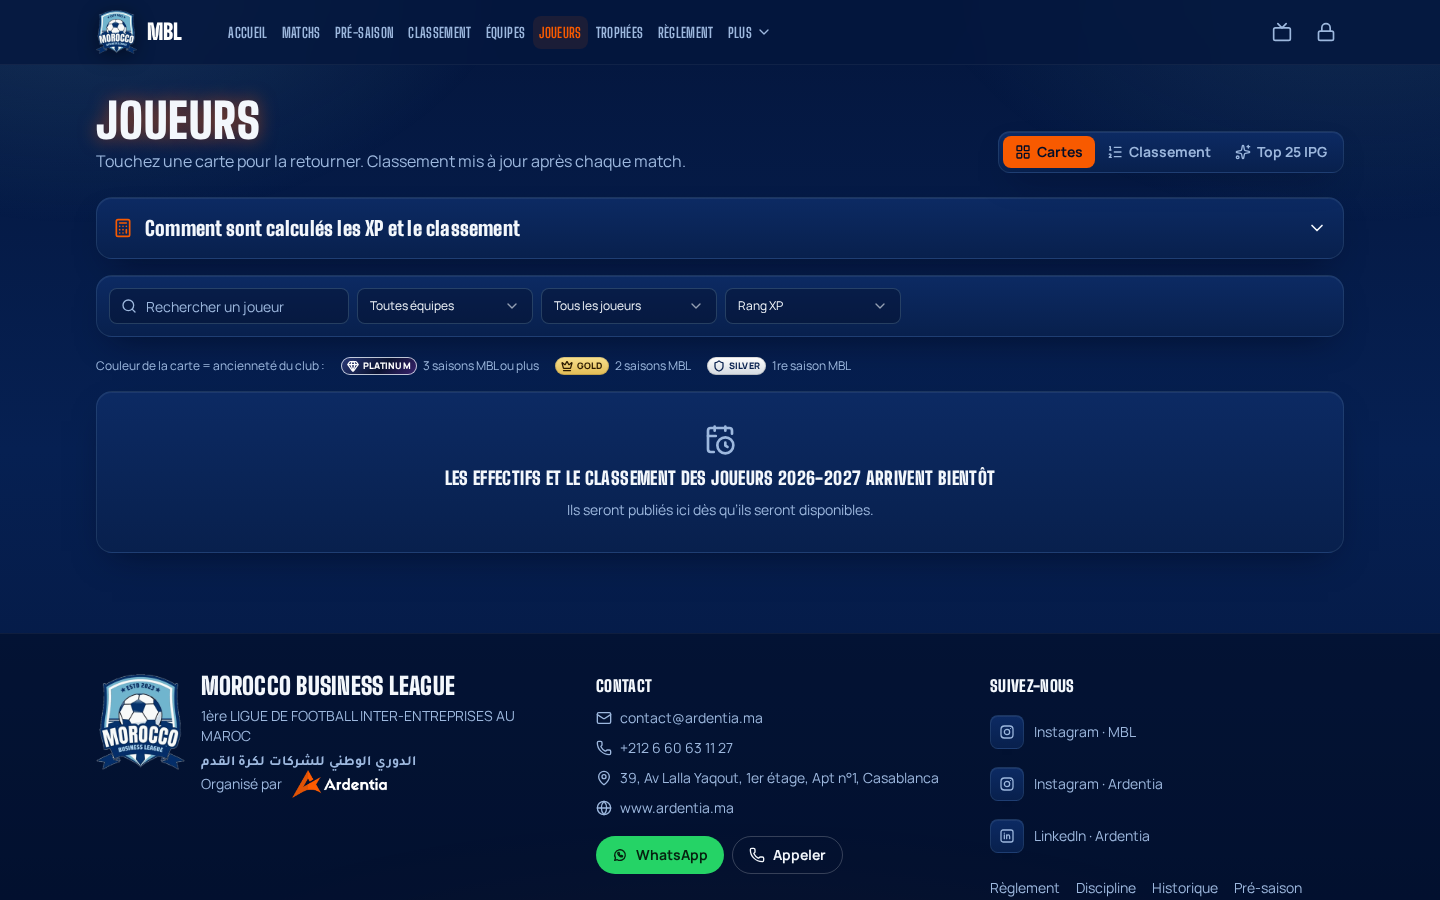 MBL
ACCUEIL MATCHS PRÉ-SAISON CLASSEMENT ÉQUIPES JOUEURS TROPHÉES RÈGLEMENT PLUS
JOUEURS
Touchez une carte pour la retourner. Classement mis à jour après chaque match.
Cartes Classement Top 25 IPG
Comment sont calculés les XP et le classement
Rechercher un joueur Toutes équipes Tous les joueurs Rang XP
Couleur de la carte = ancienneté du club : PLATINUM 3 saisons MBL ou plus GOLD 2 saisons MBL SILVER 1re saison MBL
LES EFFECTIFS ET LE CLASSEMENT DES JOUEURS 2026-2027 ARRIVENT BIENTÔT
Ils seront publiés ici dès qu'ils seront disponibles.
ESTD 2023
MOROCCO
BUSINESS LEAGUE
MOROCCO BUSINESS LEAGUE
1ère LIGUE DE FOOTBALL INTER-ENTREPRISES AU
MAROC
الدوري الوطني للشركات لكرة القدم
Organisé par Ardentia
CONTACT
contact@ardentia.ma
+212 6 60 63 11 27
39, Av Lalla Yaqout, 1er étage, Apt n°1, Casablanca
www.ardentia.ma
WhatsApp Appeler
SUIVEZ-NOUS
Instagram · MBL
Instagram · Ardentia
LinkedIn · Ardentia
Règlement Discipline Historique Pré-saison